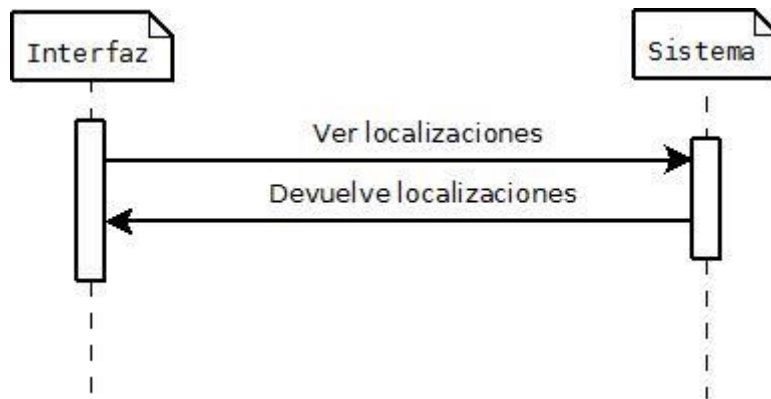 Interfaz
Sistema
Ver localizaciones
Devuelve localizaciones